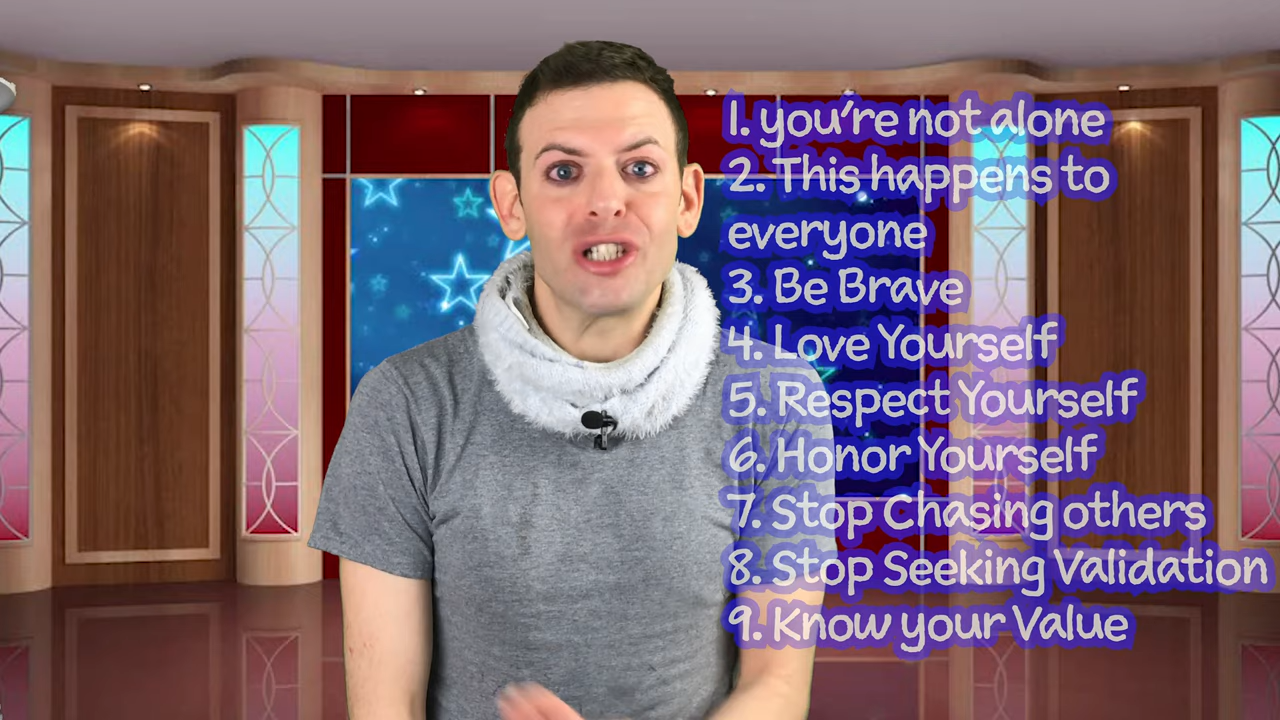 1. you're not alone
2. This happens to
everyone
3. Be Brave
4. Love Yourself
5. Respect Yourself
6. Honor Yourself
7. Stop Chasing others
8. Stop Seeking Validation
9. Know your Value